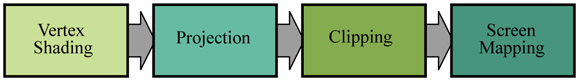 Vertex
Shading
Projection
Clipping
Screen
Mapping